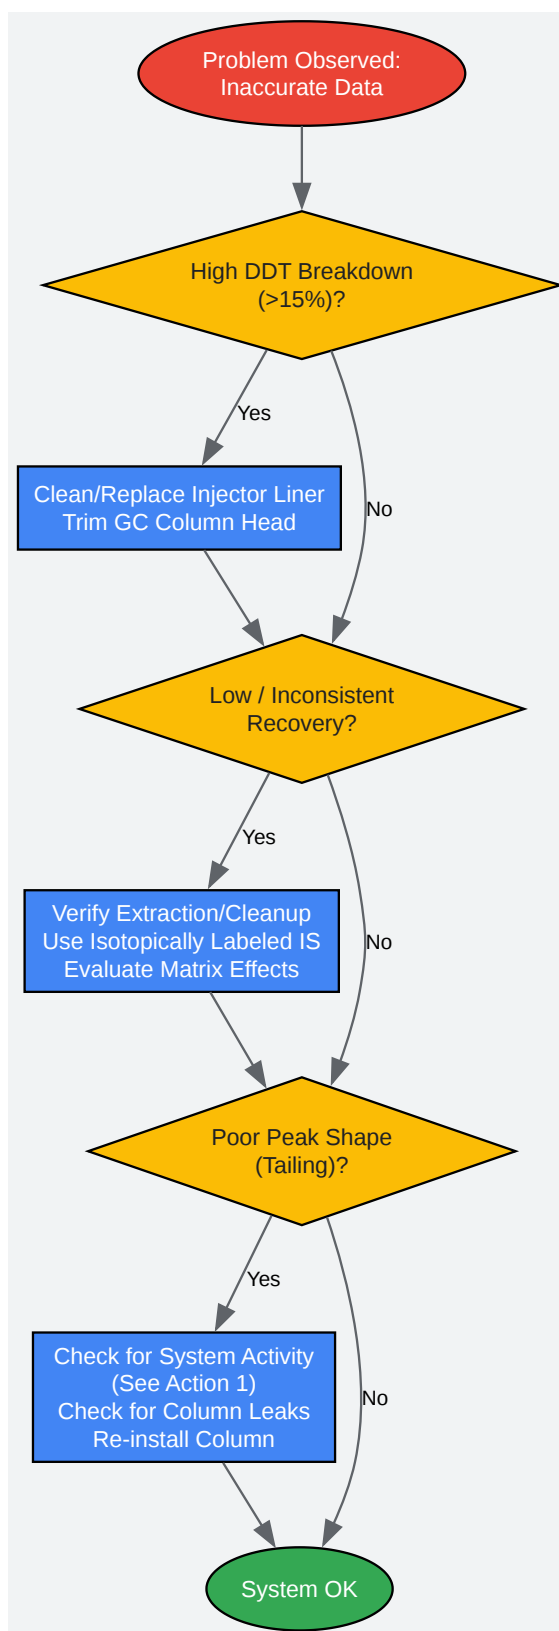 Problem Observed:
Inaccurate Data
High DDT Breakdown
(>15%)?
Yes
No
Clean/Replace Injector Liner
Trim GC Column Head
Low / Inconsistent
Recovery?
Yes
No
Verify Extraction/Cleanup
Use Isotopically Labeled IS
Evaluate Matrix Effects
Poor Peak Shape
(Tailing)?
Yes
No
Check for System Activity
(See Action 1)
Check for Column Leaks
Re-install Column
System OK